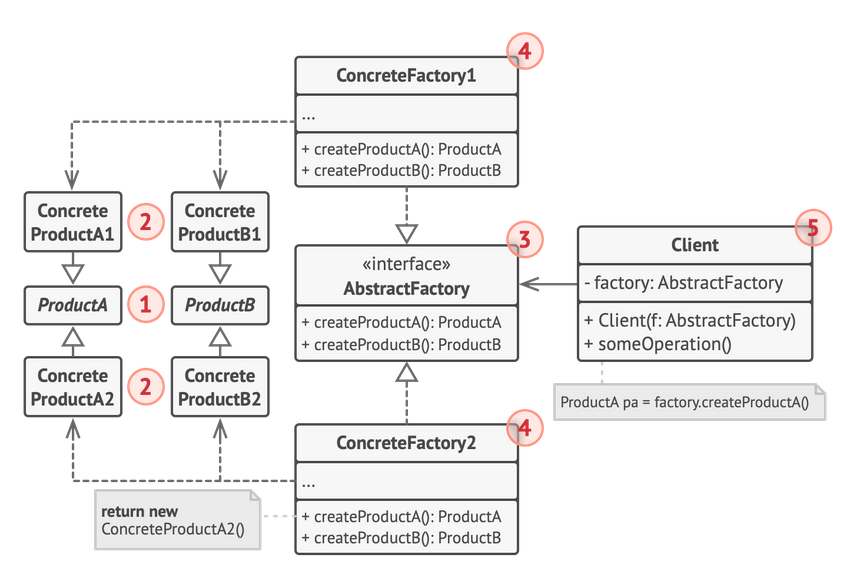 4
ConcreteFactory1
...
+ createProductA(): ProductA
+ createProductB(): ProductB
Concrete
ProductA1
2
Concrete
ProductB1
3
«interface»
AbstractFactory
+ createProductA(): ProductA
+ createProductB(): ProductB
5
Client
- factory: AbstractFactory
+ Client(f: AbstractFactory)
+ someOperation()
ProductA
1
ProductB
Concrete
ProductA2
2
Concrete
ProductB2
ProductA pa = factory.createProductA()
4
ConcreteFactory2
...
+ createProductA(): ProductA
+ createProductB(): ProductB
return new
ConcreteProductA2()